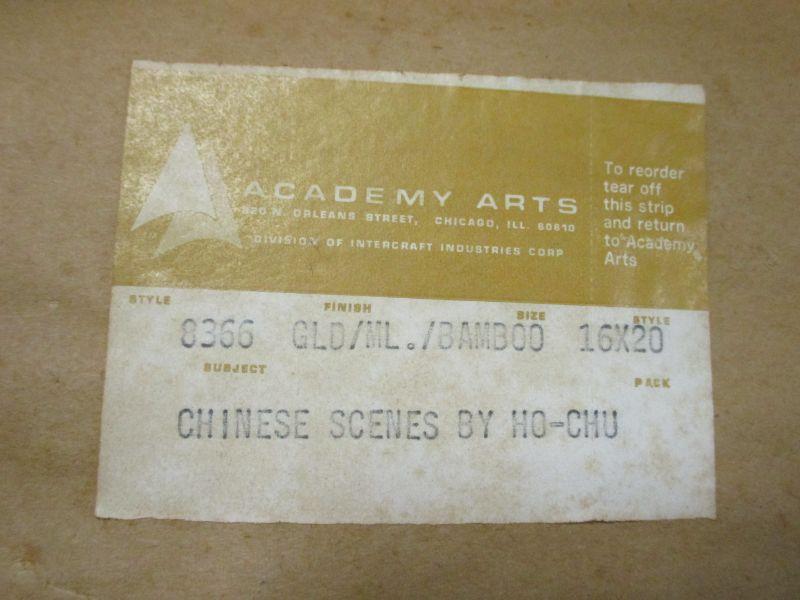 ACADEMY ARTS
820 N. ORLEANS STREET, CHICAGO, ILL. 60610
DIVISION OF INTERCRAFT INDUSTRIES CORP
To reorder
tear off
this strip
and return
to Academy
Arts
STYLE FINISH SIZE STYLE
8366 GLD/ML./BAMBOO 16X20
SUBJECT PACK
CHINESE SCENES BY HO-CHU